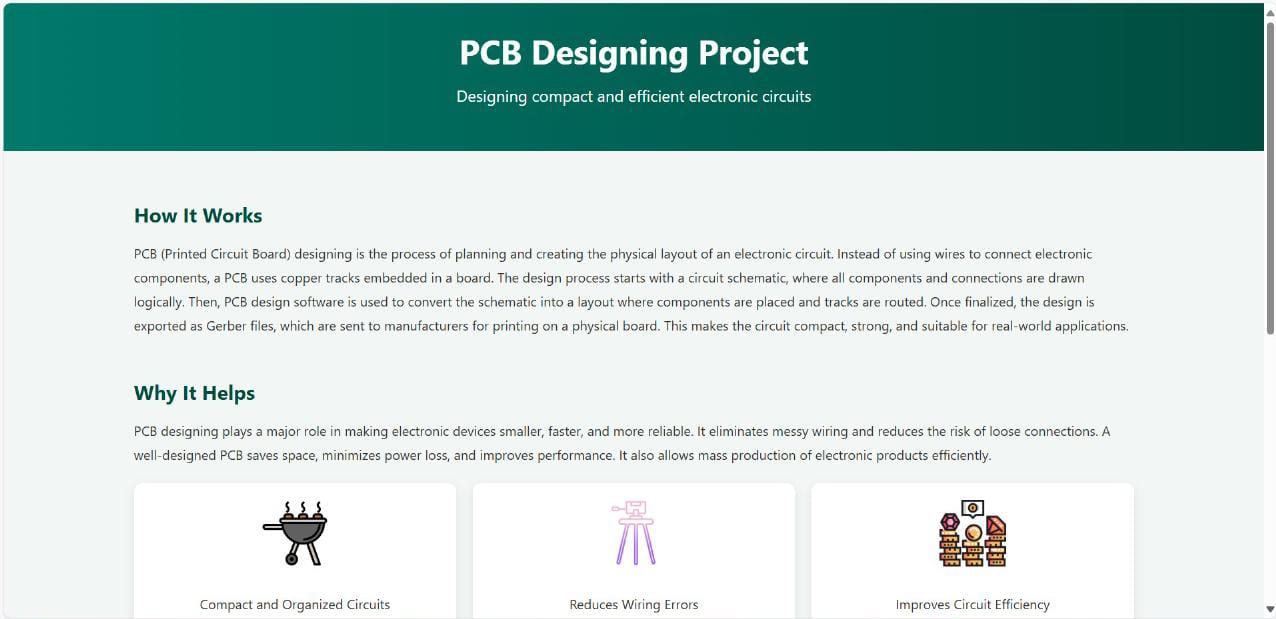 PCB Designing Project
Designing compact and efficient electronic circuits
How It Works
PCB (Printed Circuit Board) designing is the process of planning and creating the physical layout of an electronic circuit. Instead of using wires to connect electronic
components, a PCB uses copper tracks embedded in a board. The design process starts with a circuit schematic, where all components and connections are drawn
logically. Then, PCB design software is used to convert the schematic into a layout where components are placed and tracks are routed. Once finalized, the design is
exported as Gerber files, which are sent to manufacturers for printing on a physical board. This makes the circuit compact, strong, and suitable for real-world applications.
Why It Helps
PCB designing plays a major role in making electronic devices smaller, faster, and more reliable. It eliminates messy wiring and reduces the risk of loose connections. A
well-designed PCB saves space, minimizes power loss, and improves performance. It also allows mass production of electronic products efficiently.
Compact and Organized Circuits
Reduces Wiring Errors
Improves Circuit Efficiency